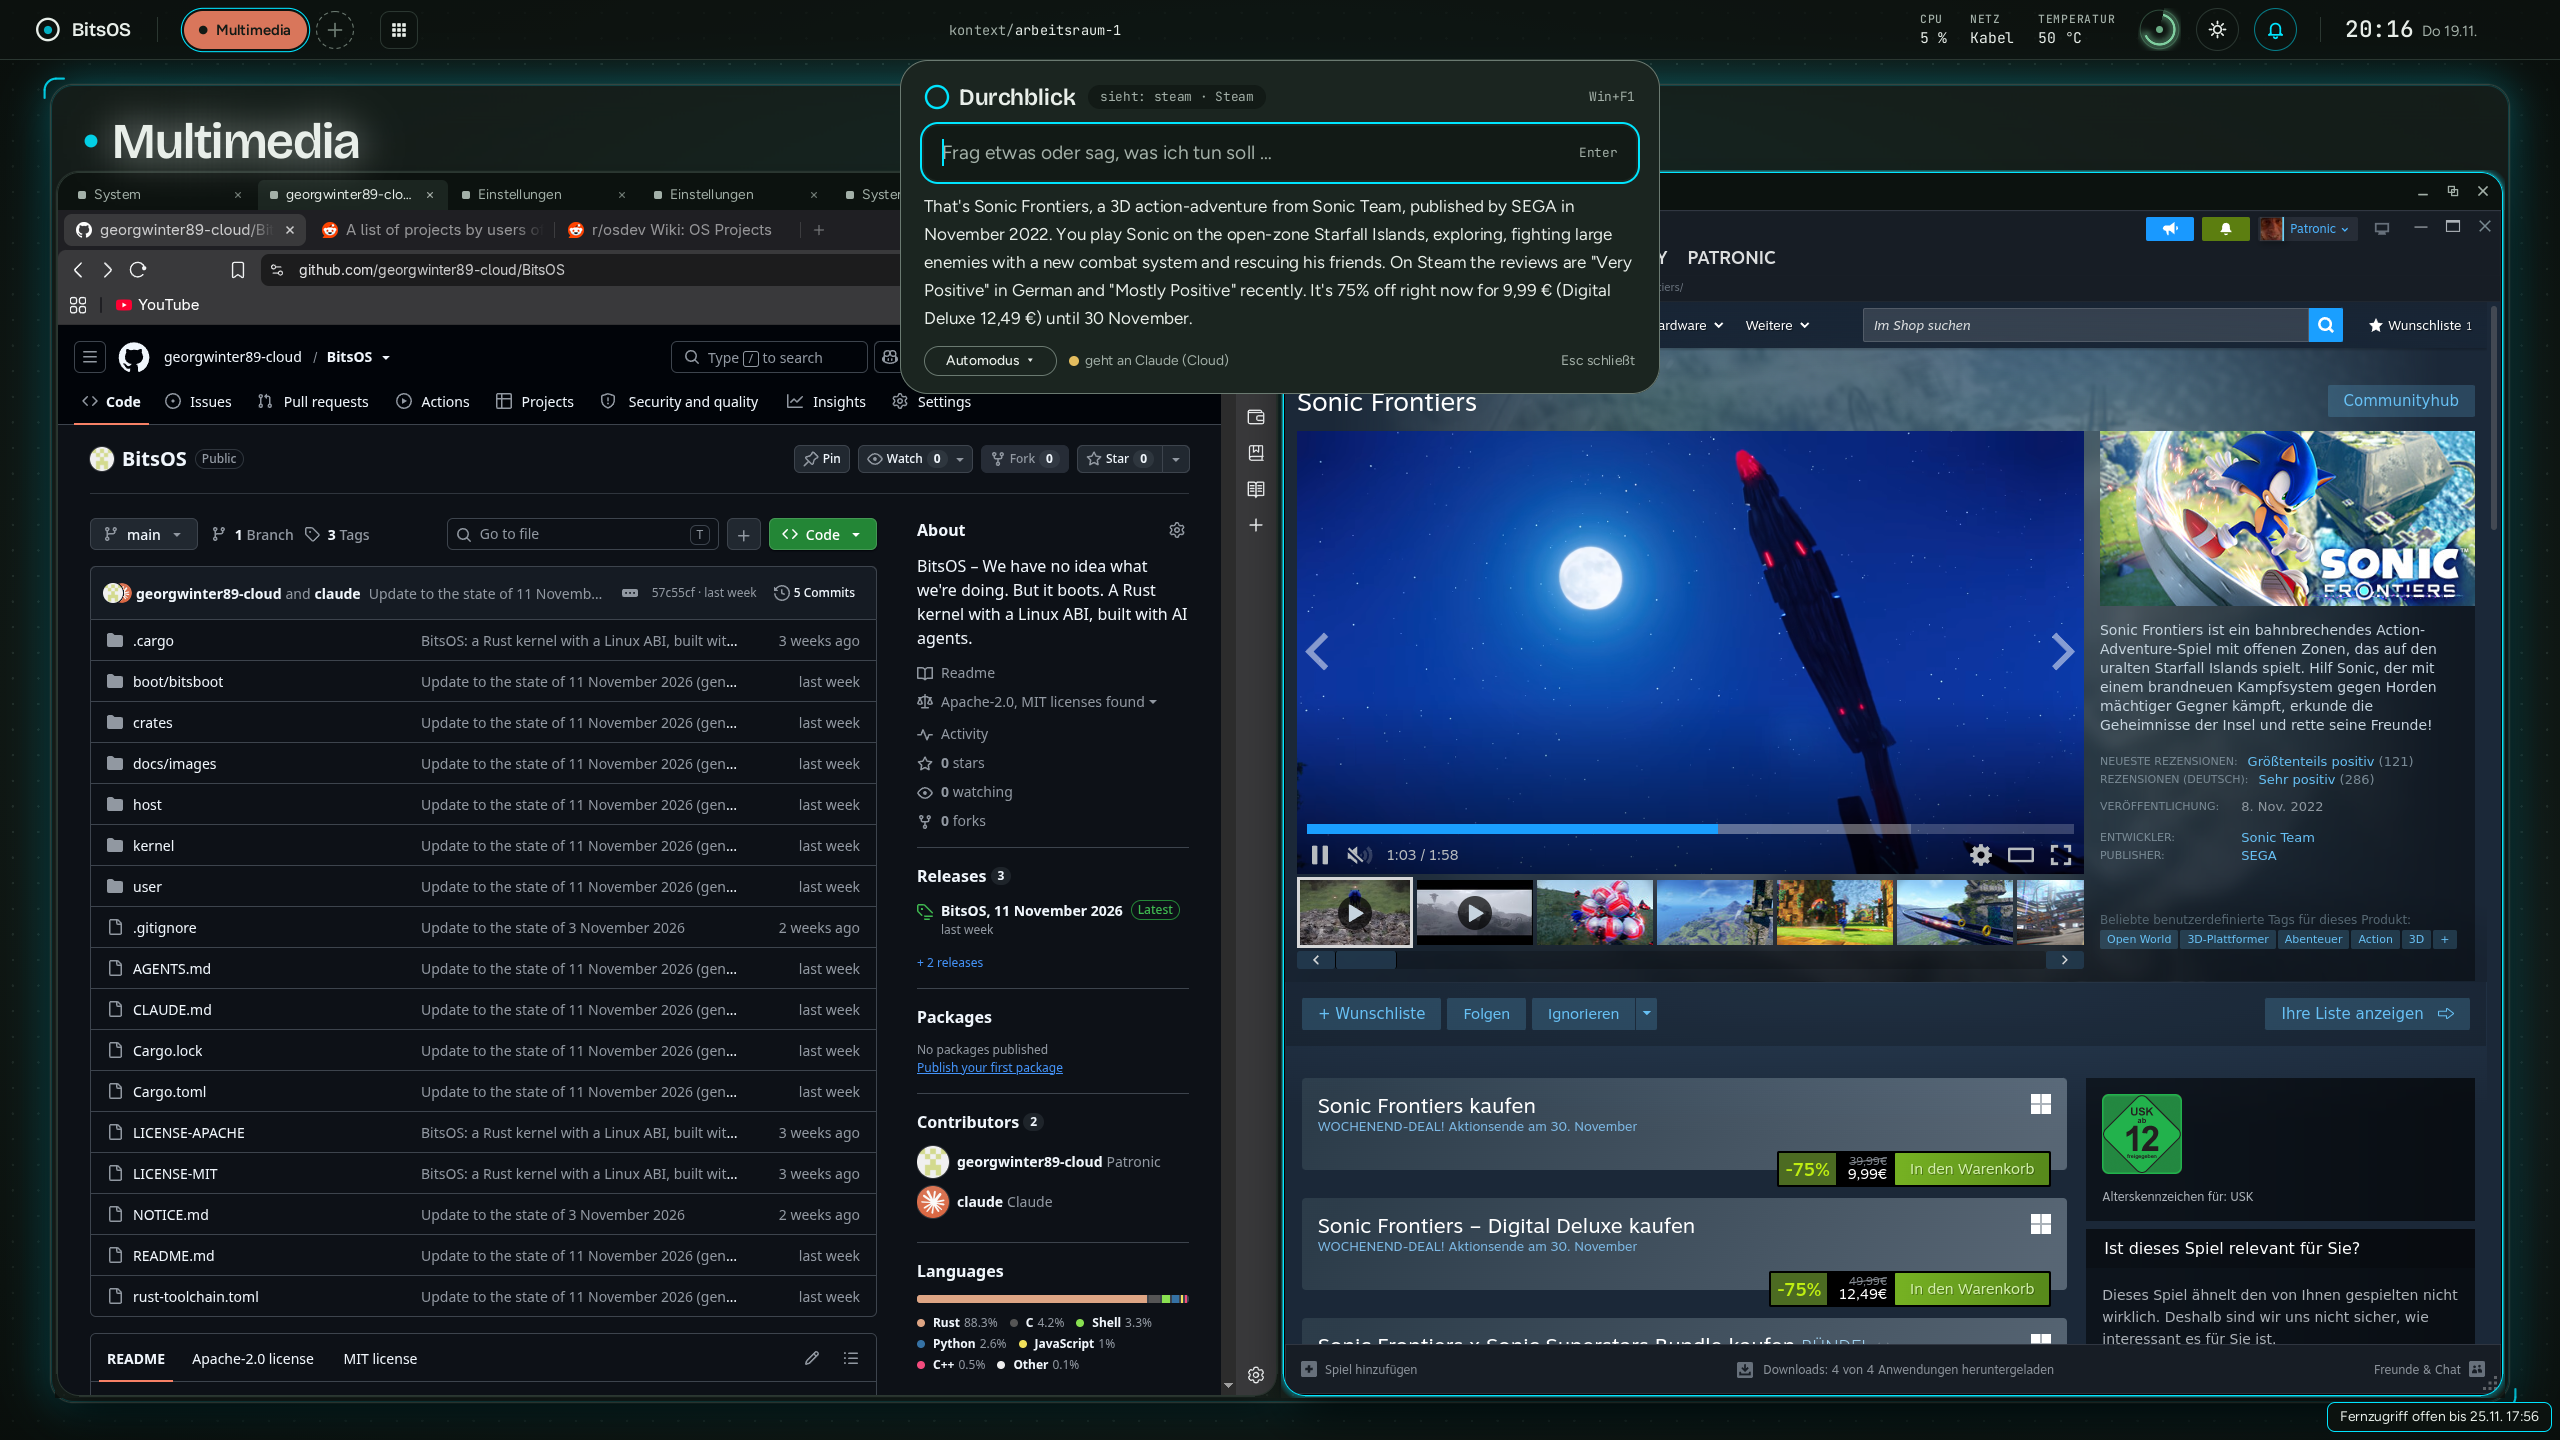 BitsOS
Multimedia
kontext/arbeitsraum-1
CPU
5 %
NETZ
Kabel
TEMPERATUR
50 °C
20:16 Do 19.11.
Multimedia
Durchblick
sieht: steam · Steam
Win+F1
Frag etwas oder sag, was ich tun soll ...
Enter
That's Sonic Frontiers, a 3D action-adventure from Sonic Team, published by SEGA in
November 2022. You play Sonic on the open-zone Starfall Islands, exploring, fighting large
enemies with a new combat system and rescuing his friends. On Steam the reviews are "Very
Positive" in German and "Mostly Positive" recently. It's 75% off right now for 9,99 € (Digital
Deluxe 12,49 €) until 30 November.
Automodus
geht an Claude (Cloud)
Esc schließt
System
georgwinter89-clo...
Einstellungen
Einstellungen
Syste
georgwinter89-cloud/Bit
A list of projects by users of
r/osdev Wiki: OS Projects
github.com/georgwinter89-cloud/BitsOS
YouTube
georgwinter89-cloud / BitsOS
Type / to search
Code
Issues
Pull requests
Actions
Projects
Security and quality
Insights
Settings
BitsOS Public
Pin
Watch 0
Fork 0
Star 0
main
1 Branch
3 Tags
Go to file
T
Code
georgwinter89-cloud and claude Update to the state of 11 Novemb...
57c55cf · last week
5 Commits
.cargo BitsOS: a Rust kernel with a Linux ABI, built wit... 3 weeks ago
boot/bitsboot Update to the state of 11 November 2026 (gen... last week
crates Update to the state of 11 November 2026 (gen... last week
docs/images Update to the state of 11 November 2026 (gen... last week
host Update to the state of 11 November 2026 (gen... last week
kernel Update to the state of 11 November 2026 (gen... last week
user Update to the state of 11 November 2026 (gen... last week
.gitignore Update to the state of 3 November 2026 2 weeks ago
AGENTS.md Update to the state of 11 November 2026 (gen... last week
CLAUDE.md Update to the state of 11 November 2026 (gen... last week
Cargo.lock Update to the state of 11 November 2026 (gen... last week
Cargo.toml Update to the state of 11 November 2026 (gen... last week
LICENSE-APACHE BitsOS: a Rust kernel with a Linux ABI, built wit... 3 weeks ago
LICENSE-MIT BitsOS: a Rust kernel with a Linux ABI, built wit... 3 weeks ago
NOTICE.md Update to the state of 3 November 2026 2 weeks ago
README.md Update to the state of 11 November 2026 (gen... last week
rust-toolchain.toml Update to the state of 11 November 2026 (gen... last week
README
Apache-2.0 license
MIT license
About
BitsOS – We have no idea what
we're doing. But it boots. A Rust
kernel with a Linux ABI, built with AI
agents.
Readme
Apache-2.0, MIT licenses found
Activity
0 stars
0 watching
0 forks
Releases 3
BitsOS, 11 November 2026 Latest
last week
+ 2 releases
Packages
No packages published
Publish your first package
Contributors 2
georgwinter89-cloud Patronic
claude Claude
Languages
Rust 88.3% C 4.2% Shell 3.3%
Python 2.6% JavaScript 1%
C++ 0.5% Other 0.1%
Patronic
Y PATRONIC
tiers/
ardware
Weitere
Im Shop suchen
Wunschliste 1
Sonic Frontiers
Communityhub
1:03 / 1:58
SONIC
FRONTIERS
Sonic Frontiers ist ein bahnbrechendes Action-
Adventure-Spiel mit offenen Zonen, das auf den
uralten Starfall Islands spielt. Hilf Sonic, der mit
einem brandneuen Kampfsystem gegen Horden
mächtiger Gegner kämpft, erkunde die
Geheimnisse der Insel und rette seine Freunde!
NEUESTE REZENSIONEN: Größtenteils positiv (121)
REZENSIONEN (DEUTSCH): Sehr positiv (286)
VERÖFFENTLICHUNG: 8. Nov. 2022
ENTWICKLER: Sonic Team
PUBLISHER: SEGA
Beliebte benutzerdefinierte Tags für dieses Produkt:
Open World 3D-Plattformer Abenteuer Action 3D +
+ Wunschliste
Folgen
Ignorieren
Ihre Liste anzeigen
Sonic Frontiers kaufen
WOCHENEND-DEAL! Aktionsende am 30. November
-75% 39,99€ 9,99€ In den Warenkorb
Sonic Frontiers – Digital Deluxe kaufen
WOCHENEND-DEAL! Aktionsende am 30. November
-75% 49,99€ 12,49€ In den Warenkorb
Sonic Frontiers x Sonic Superstars Bundle kaufen BÜNDEL
USK
ab
12
freigegeben
Alterskennzeichen für: USK
Ist dieses Spiel relevant für Sie?
Dieses Spiel ähnelt den von Ihnen gespielten nicht
wirklich. Deshalb sind wir uns nicht sicher, wie
interessant es für Sie ist.
Spiel hinzufügen
Downloads: 4 von 4 Anwendungen heruntergeladen
Freunde & Chat
Fernzugriff offen bis 25.11. 17:56